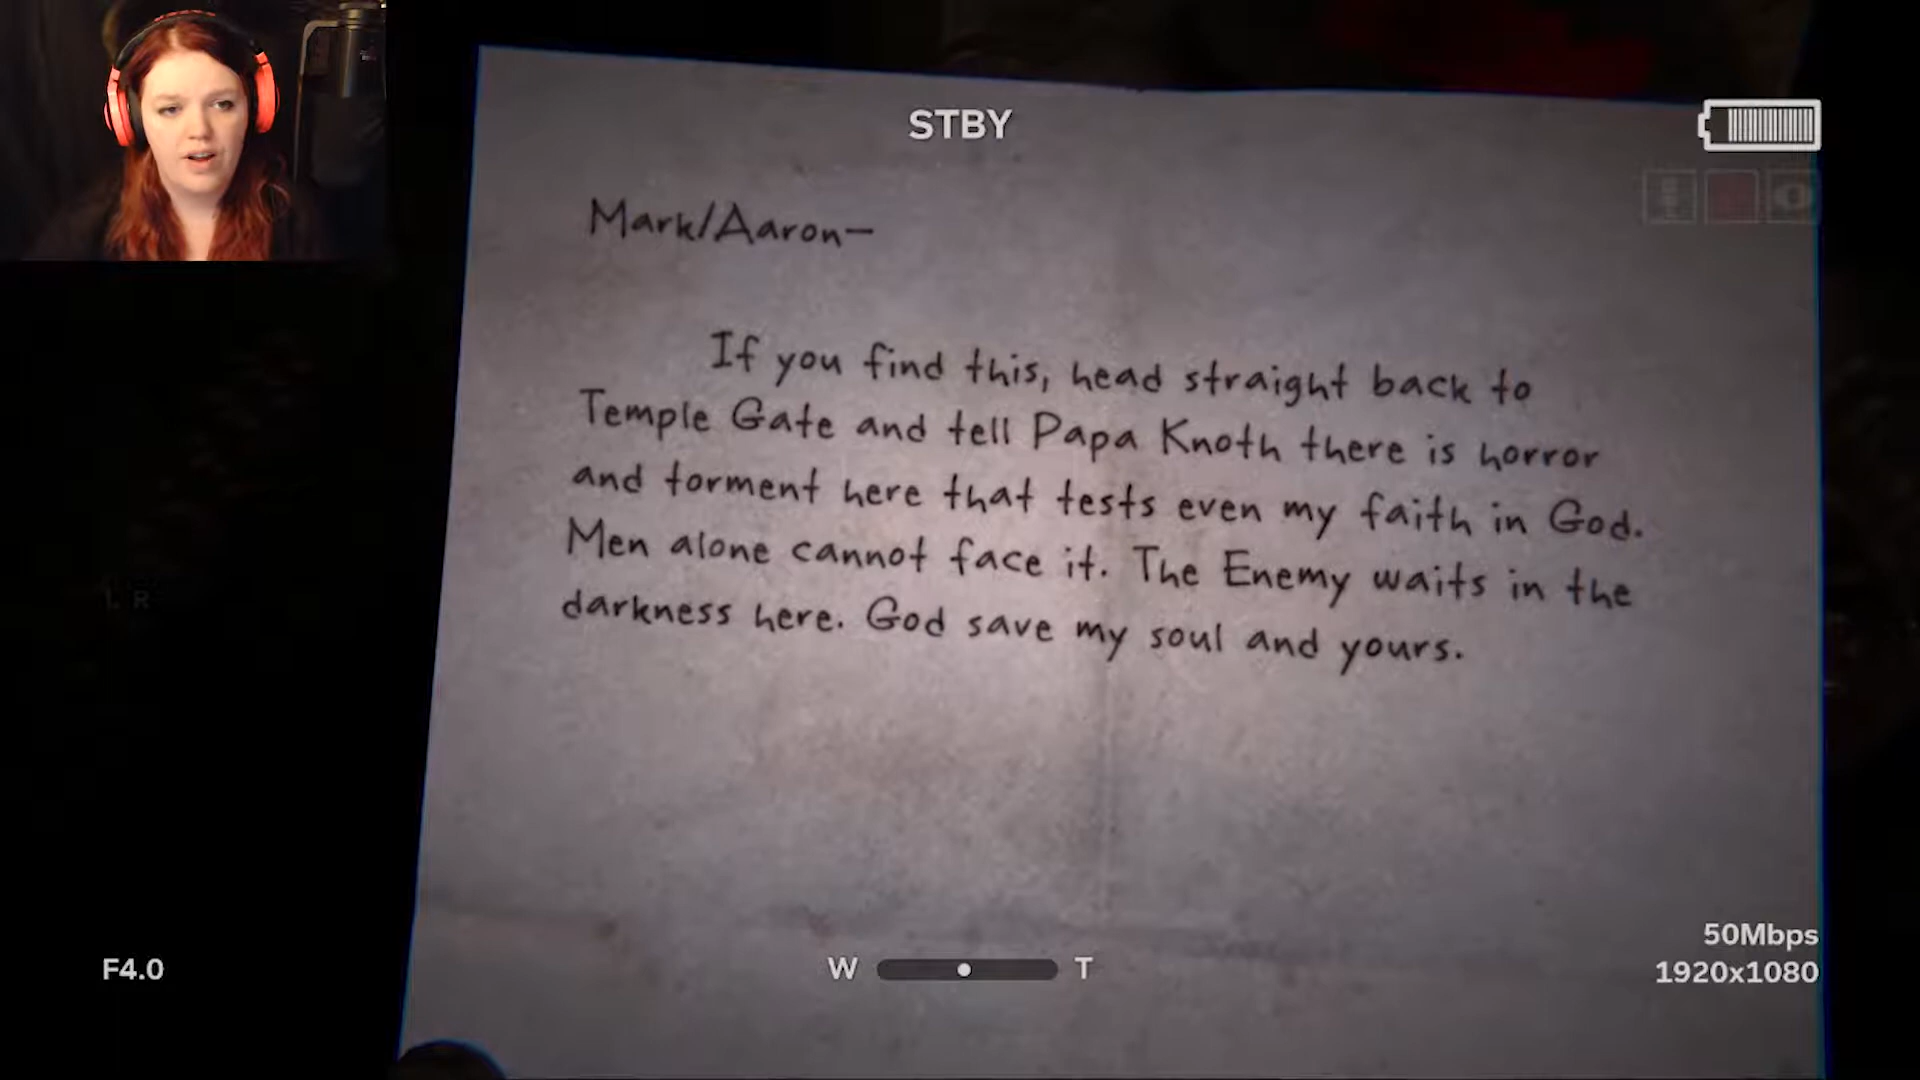 STBY
Mark/Aaron-
If you find this, head straight back to
Temple Gate and tell Papa Knoth there is horror
and torment here that tests even my faith in God.
Men alone cannot face it. The Enemy waits in the
darkness here. God save my soul and yours.
L R
50Mbps
F4.0
W
T
1920x1080